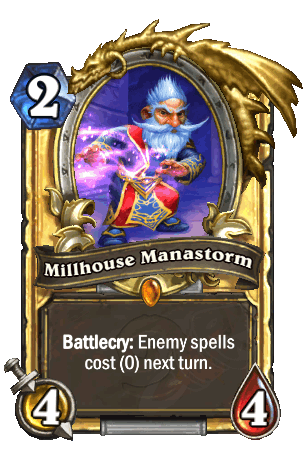 2
Millhouse Manastorm
Battlecry: Enemy spells
cost (0) next turn.
4
4